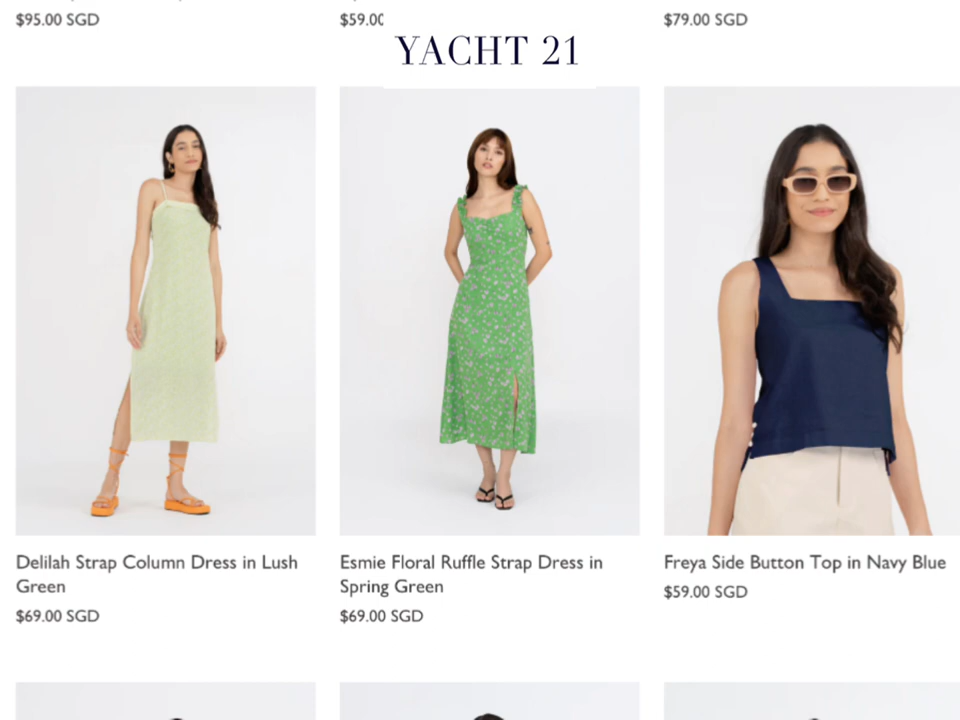 $95.00 SGD
$59.00
$79.00 SGD
YACHT 21
Delilah Strap Column Dress in Lush
Green
$69.00 SGD
Esmie Floral Ruffle Strap Dress in
Spring Green
$69.00 SGD
Freya Side Button Top in Navy Blue
$59.00 SGD